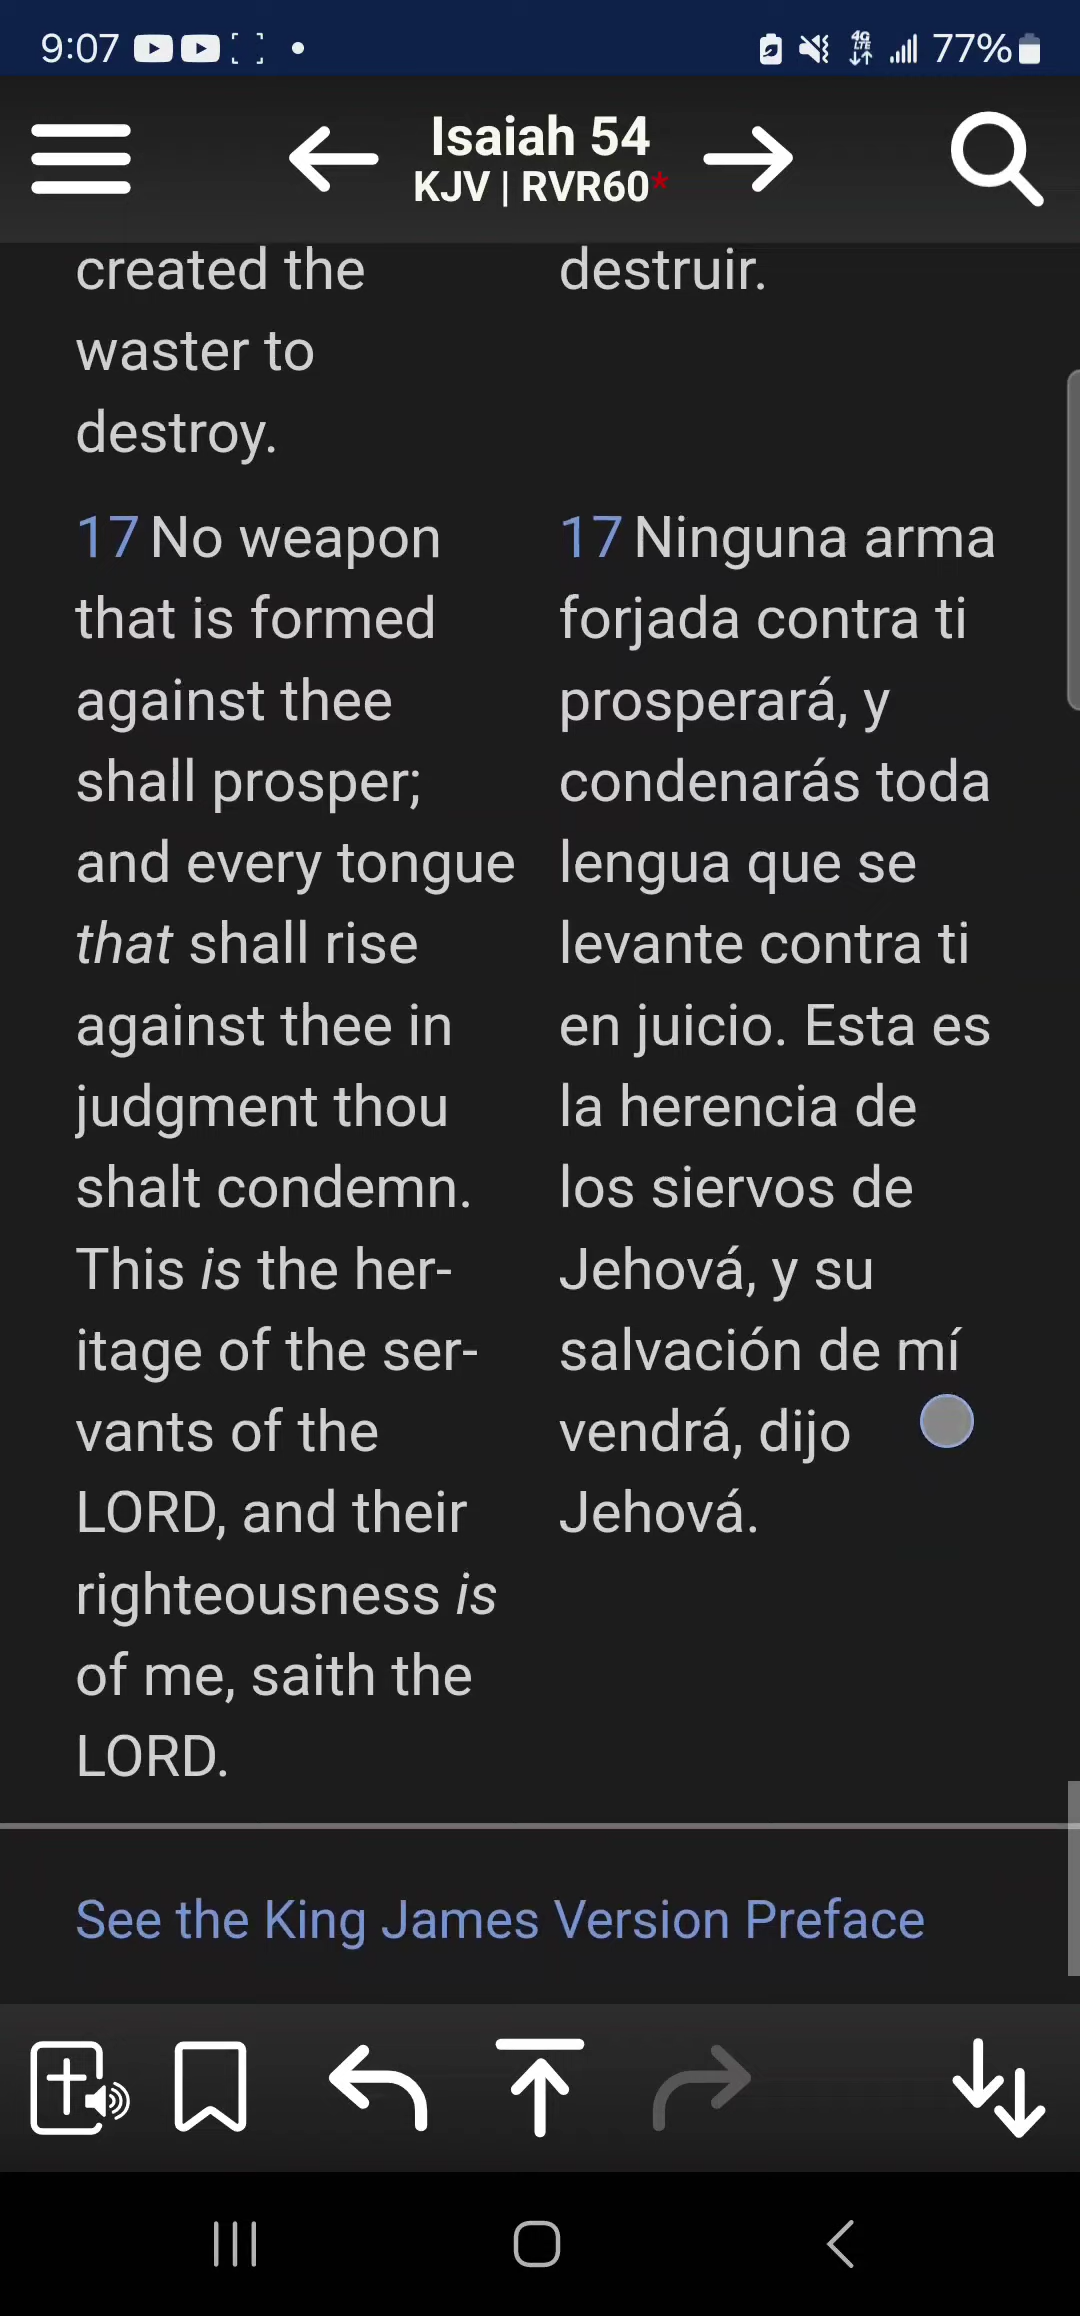 9:07
4G LTE 77%
Isaiah 54
KJV | RVR60*
created the
waster to
destroy.
17 No weapon
that is formed
against thee
shall prosper;
and every tongue
that shall rise
against thee in
judgment thou
shalt condemn.
This is the her-
itage of the ser-
vants of the
LORD, and their
righteousness is
of me, saith the
LORD.
destruir.
17 Ninguna arma
forjada contra ti
prosperará, y
condenarás toda
lengua que se
levante contra ti
en juicio. Esta es
la herencia de
los siervos de
Jehová, y su
salvación de mí
vendrá, dijo
Jehová.
See the King James Version Preface